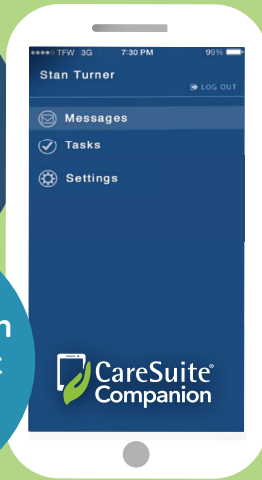 TFW 3G 7:30 PM 99%
Stan Turner
LOG OUT
Messages
Tasks
Settings
CareSuite®
Companion